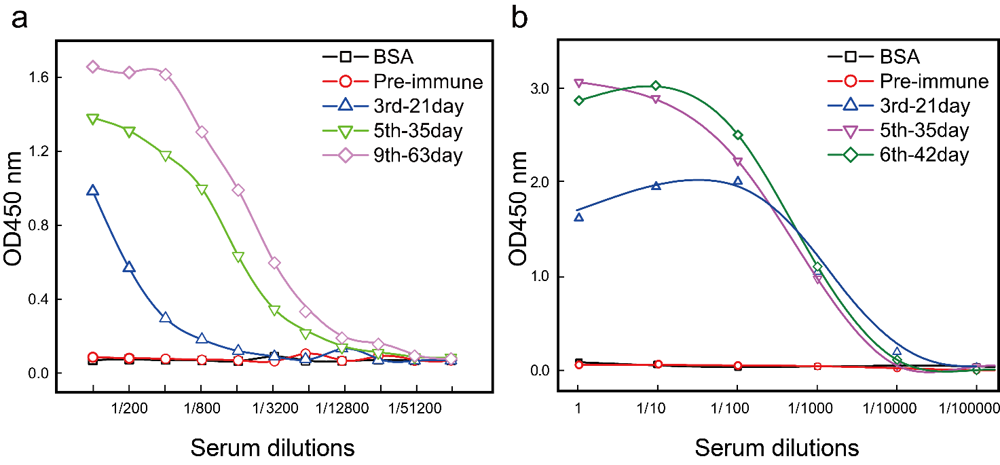 a
BSA
Pre-immune
3rd-21day
5th-35day
9th-63day
1.6
1.2
0.8
0.4
0.0
OD450 nm
1/200 1/800 1/3200 1/12800 1/51200
Serum dilutions
b
BSA
Pre-immune
3rd-21day
5th-35day
6th-42day
3.0
2.0
1.0
0.0
OD450 nm
1 1/10 1/100 1/1000 1/10000 1/100000
Serum dilutions